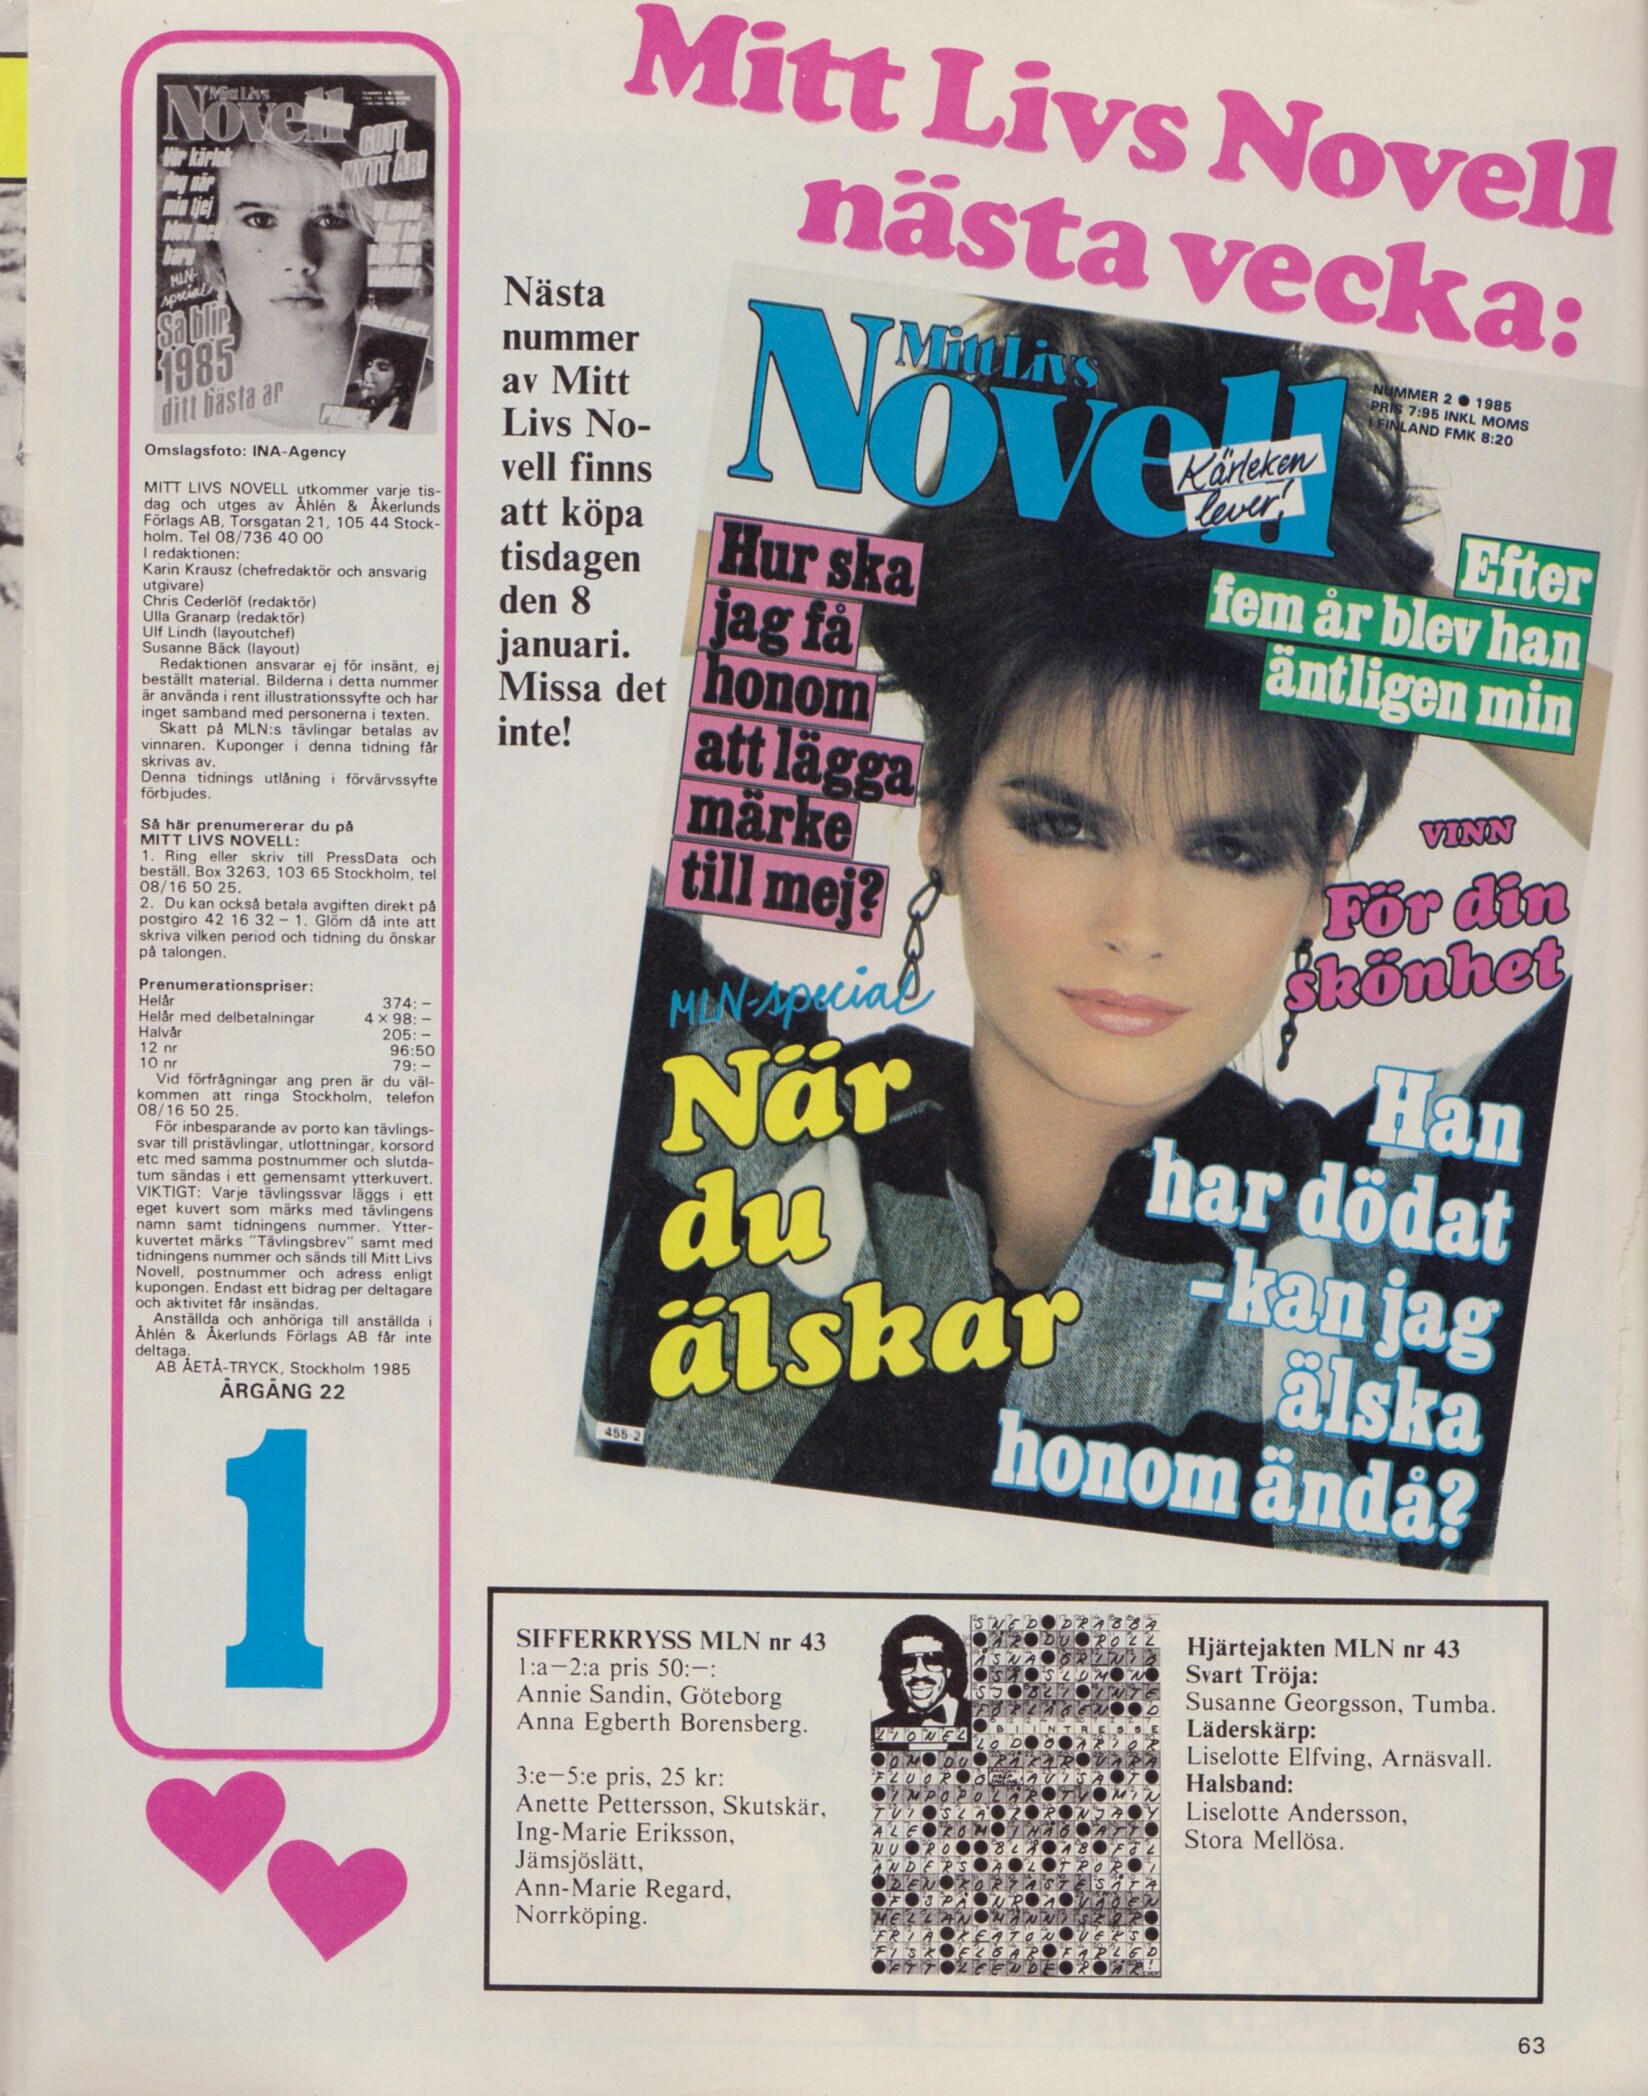 Mitt Livs
Novell
GOTT
NYTT ÅR!
Vår kärlek
dog när
min tjej
blev med
barn
MLN-
special
Så blir
1985
ditt bästa år
PRINCE
Omslagsfoto: INA-Agency
MITT LIVS NOVELL utkommer varje tis-
dag och utges av Åhlén & Åkerlunds
Förlags AB, Torsgatan 21, 105 44 Stock-
holm. Tel 08/736 40 00
I redaktionen:
Karin Krausz (chefredaktör och ansvarig
utgivare)
Chris Cederlöf (redaktör)
Ulla Granarp (redaktör)
Ulf Lindh (layoutchef)
Susanne Bäck (layout)
Redaktionen ansvarar ej för insänt, ej
beställt material. Bilderna i detta nummer
är använda i rent illustrationssyfte och har
inget samband med personerna i texten.
Skatt på MLN:s tävlingar betalas av
vinnaren. Kuponger i denna tidning får
skrivas av.
Denna tidnings utlåning i förvärvssyfte
förbjudes.
Så här prenumererar du på
MITT LIVS NOVELL:
1. Ring eller skriv till PressData och
beställ. Box 3263, 103 65 Stockholm, tel
08/16 50 25.
2. Du kan också betala avgiften direkt på
postgiro 42 16 32 – 1. Glöm då inte att
skriva vilken period och tidning du önskar
på talongen.
Prenumerationspriser:
Helår 374: –
Helår med delbetalningar 4 × 98: –
Halvår 205: –
12 nr 96:50
10 nr 79: –
Vid förfrågningar ang pren är du väl-
kommen att ringa Stockholm, telefon
08/16 50 25.
För inbesparande av porto kan tävlings-
svar till pristävlingar, utlottningar, korsord
etc med samma postnummer och slutda-
tum sändas i ett gemensamt ytterkuvert.
VIKTIGT: Varje tävlingssvar läggs i ett
eget kuvert som märks med tävlingens
namn samt tidningens nummer. Ytter-
kuvertet märks "Tävlingsbrev" samt med
tidningens nummer och sänds till Mitt Livs
Novell, postnummer och adress enligt
kupongen. Endast ett bidrag per deltagare
och aktivitet får insändas.
Anställda och anhöriga till anställda i
Åhlén & Åkerlunds Förlags AB får inte
deltaga.
AB ÅETÅ-TRYCK, Stockholm 1985
ÅRGÅNG 22
1
Mitt Livs Novell
nästa vecka:
Nästa
nummer
av Mitt
Livs No-
vell finns
att köpa
tisdagen
den 8
januari.
Missa det
inte!
Mitt Livs
Novell
Kärleken
lever!
NUMMER 2 ● 1985
PRIS 7:95 INKL MOMS
I FINLAND FMK 8:20
Hur ska
jag få
honom
att lägga
märke
till mej?
Efter
fem år blev han
äntligen min
VINN
För din
skönhet
MLN-special
När
du
älskar
Han
har dödat
-kan jag
älska
honom ändå?
455-2
SIFFERKRYSS MLN nr 43
1:a—2:a pris 50:—:
Annie Sandin, Göteborg
Anna Egberth Borensberg.
3:e—5:e pris, 25 kr:
Anette Pettersson, Skutskär,
Ing-Marie Eriksson,
Jämsjöslätt,
Ann-Marie Regard,
Norrköping.
LIONEL
Hjärtejakten MLN nr 43
Svart Tröja:
Susanne Georgsson, Tumba.
Läderskärp:
Liselotte Elfving, Arnäsvall.
Halsband:
Liselotte Andersson,
Stora Mellösa.
63